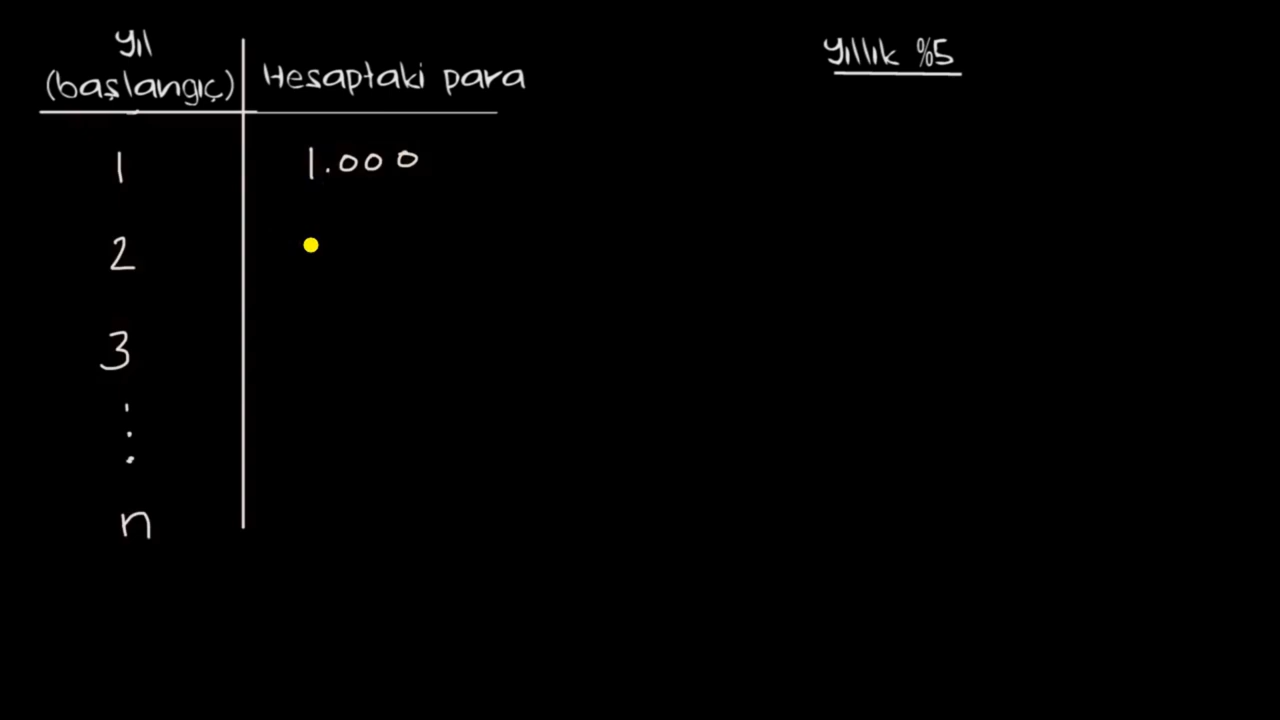 yıl
(başlangıç)
Hesaptaki para
yıllık %5
1
1.000
2
3
n